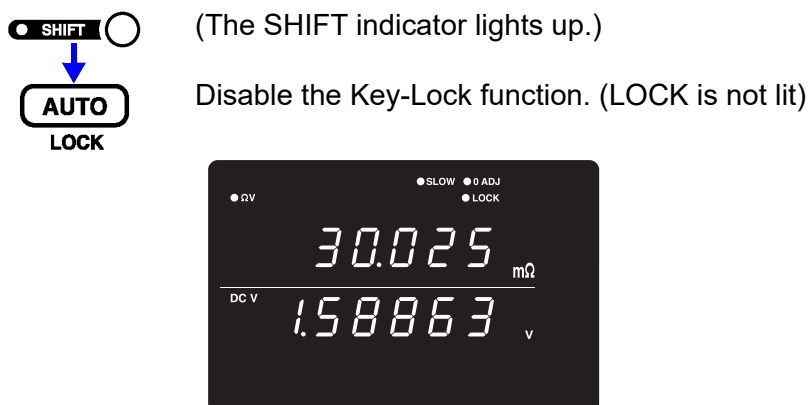 SHIFT (The SHIFT indicator lights up.)
AUTO Disable the Key-Lock function. (LOCK is not lit)
LOCK
SLOW 0 ADJ
ΩV LOCK
30.025 mΩ
DC V
1.58863 V